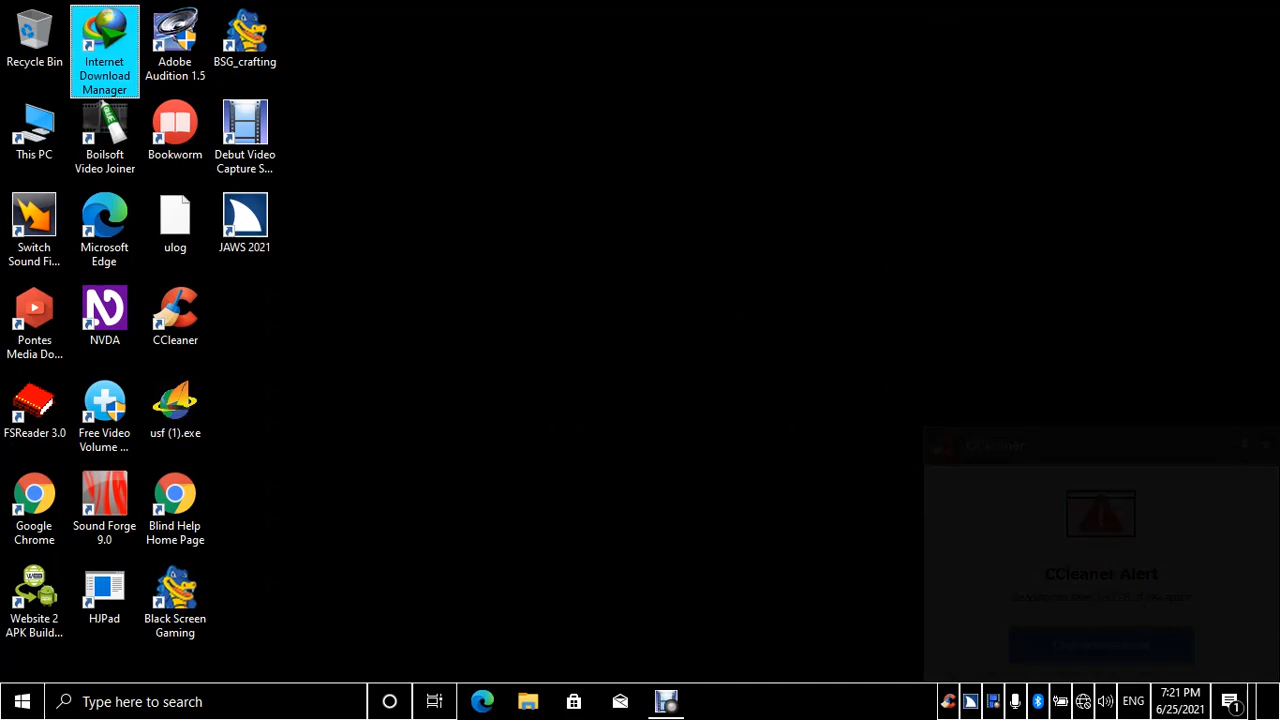 Recycle Bin
Internet
Download
Manager
Adobe
Audition 1.5
BSG_crafting
This PC
Boilsoft
Video Joiner
Bookworm
Debut Video
Capture S...
Switch
Sound Fi...
Microsoft
Edge
ulog
JAWS 2021
Pontes
Media Do...
NVDA
CCleaner
FSReader 3.0
Free Video
Volume ...
usf (1).exe
Google
Chrome
Sound Forge
9.0
Blind Help
Home Page
Website 2
APK Build...
HJPad
Black Screen
Gaming
CCleaner
CCleaner Alert
Type here to search
ENG
7:21 PM
6/25/2021
1